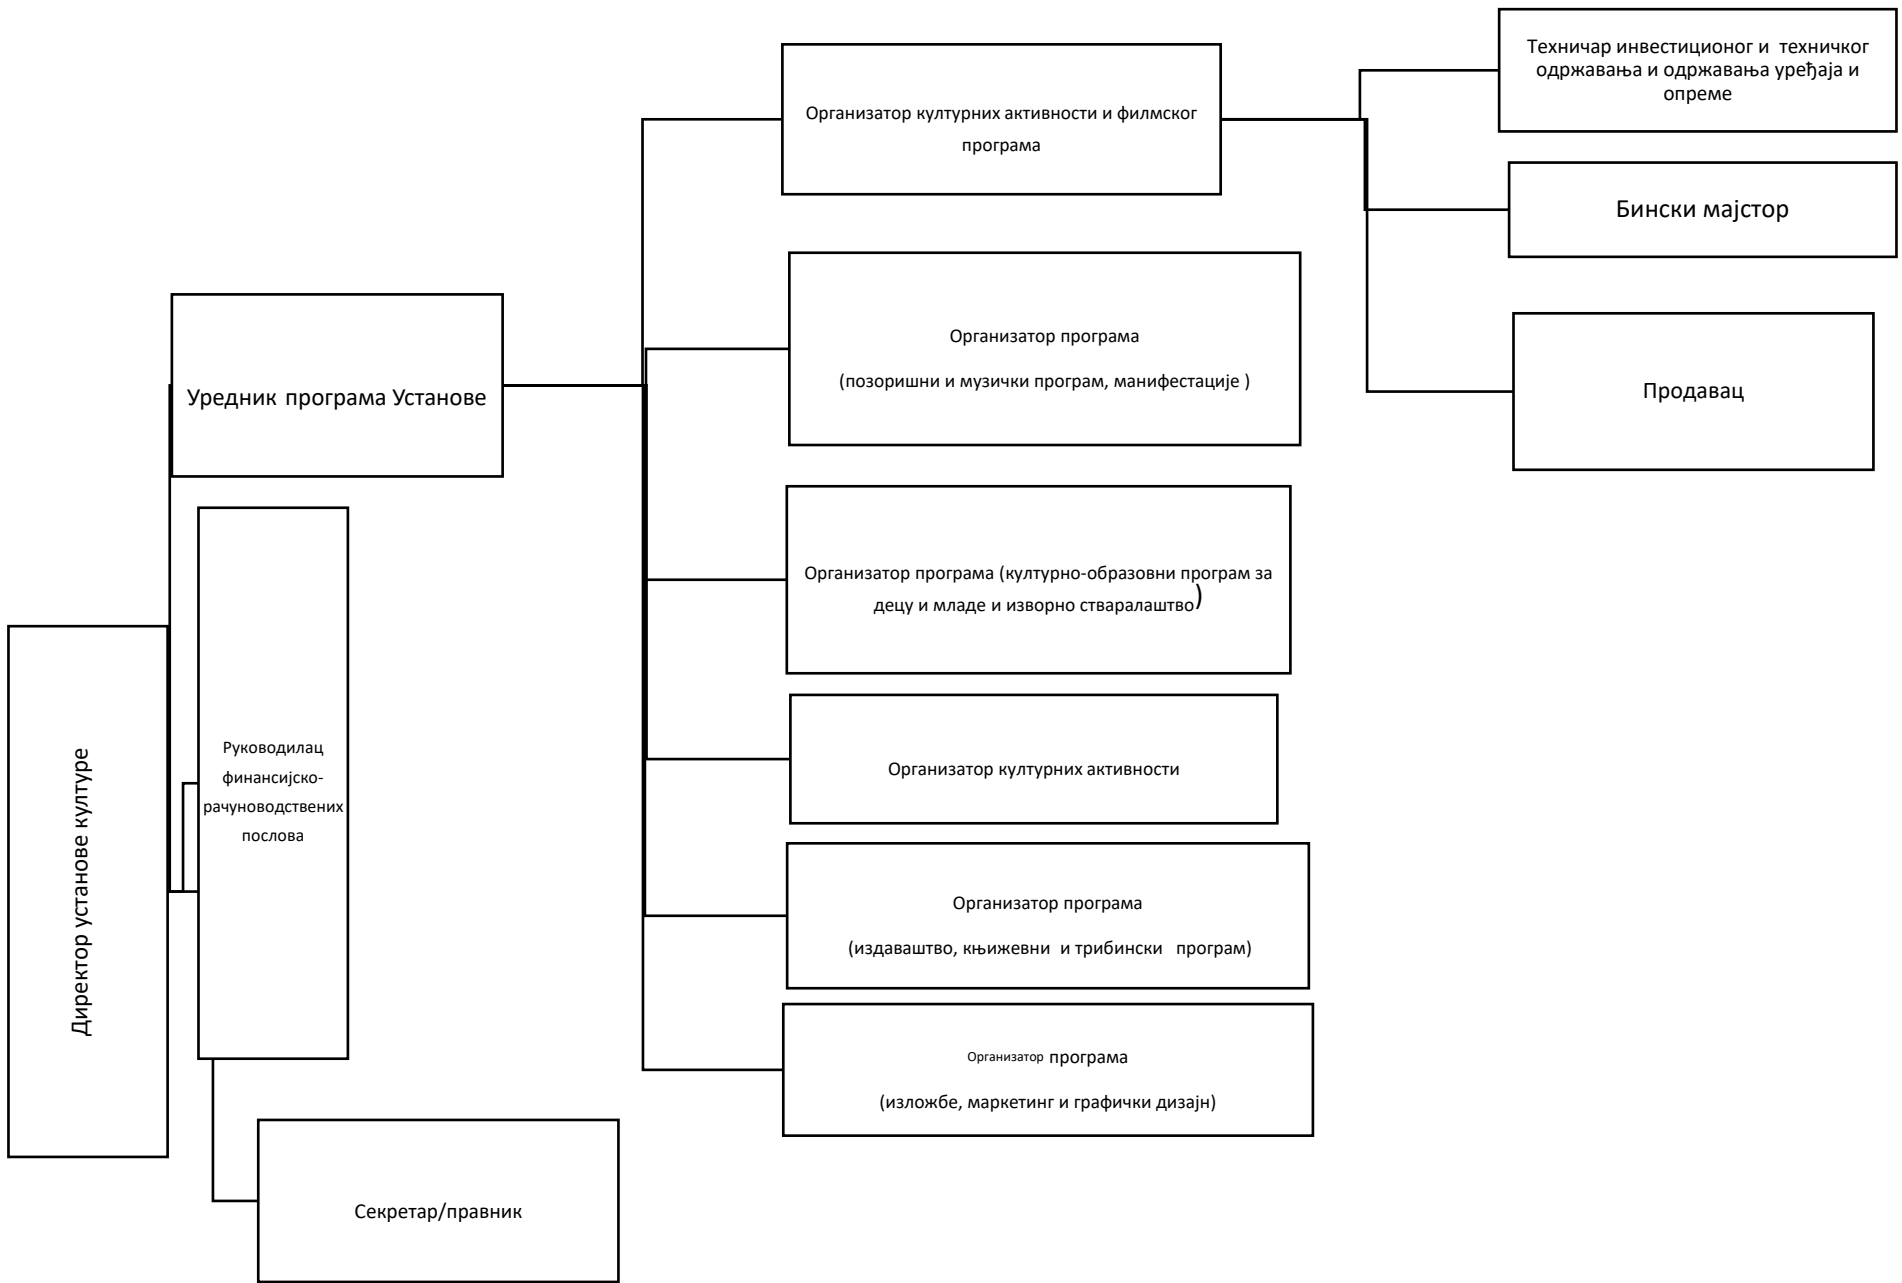 Директор установе културе
Уредник програма Установе
Руководилац
финансијско-
рачуноводствених
послова
Секретар/правник
Организатор културних активности и филмског
програма
Организатор програма
(позоришни и музички програм, манифестације )
Организатор програма (културно-образовни програм за
децу и младе и изворно стваралаштво)
Организатор културних активности
Организатор програма
(издаваштво, књижевни и трибински програм)
Организатор програма
(изложбе, маркетинг и графички дизајн)
Техничар инвестиционог и техничког
одржавања и одржавања уређаја и
опреме
Бински мајстор
Продавац